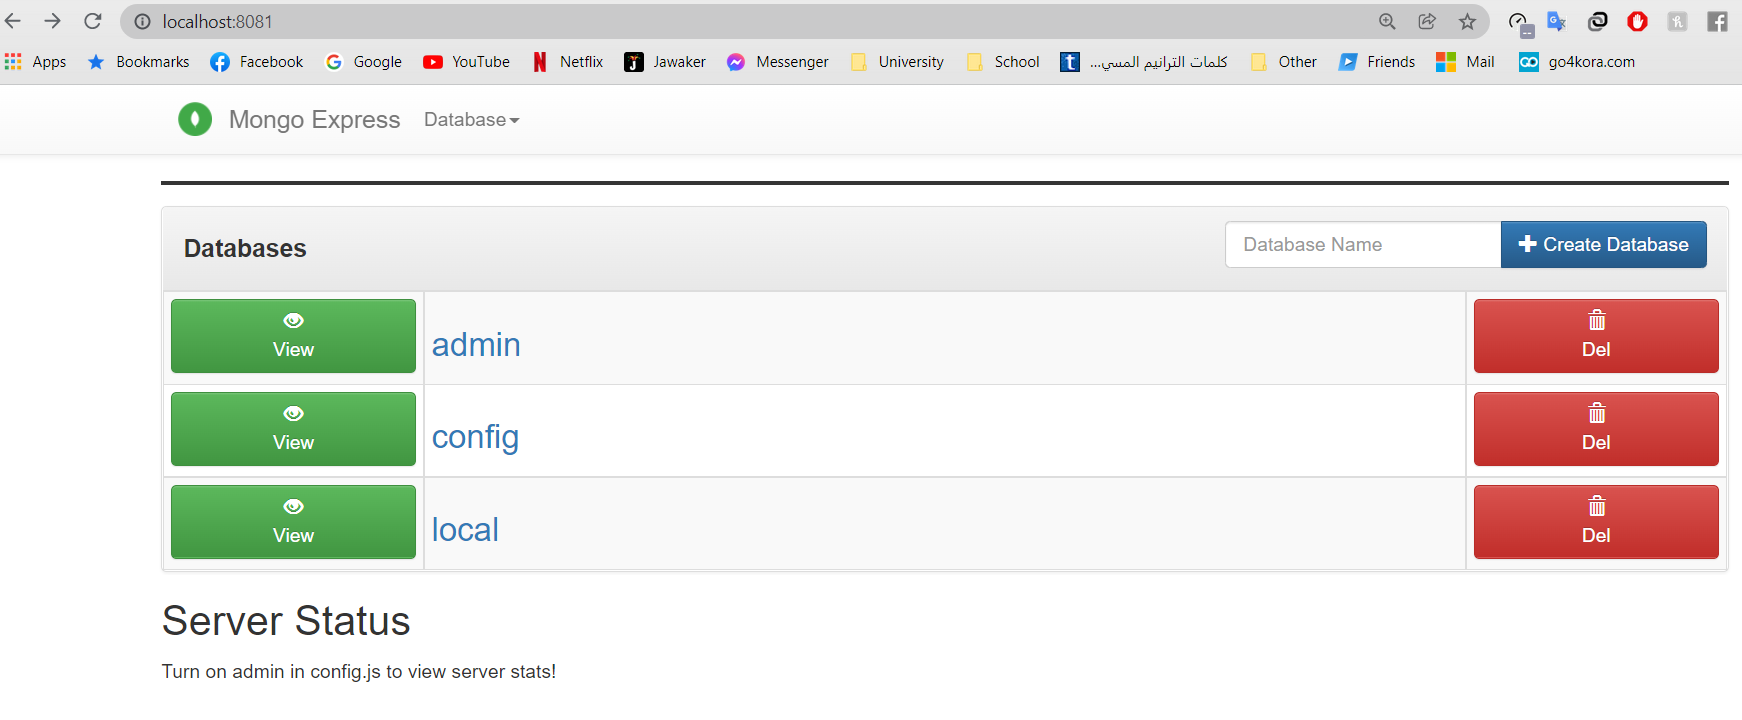 localhost:8081
Apps Bookmarks Facebook Google YouTube Netflix Jawaker Messenger University School كلمات الترانيم المسي... Other Friends Mail go4kora.com
Mongo Express Database
Databases Database Name Create Database
View admin Del
View config Del
View local Del
Server Status
Turn on admin in config.js to view server stats!